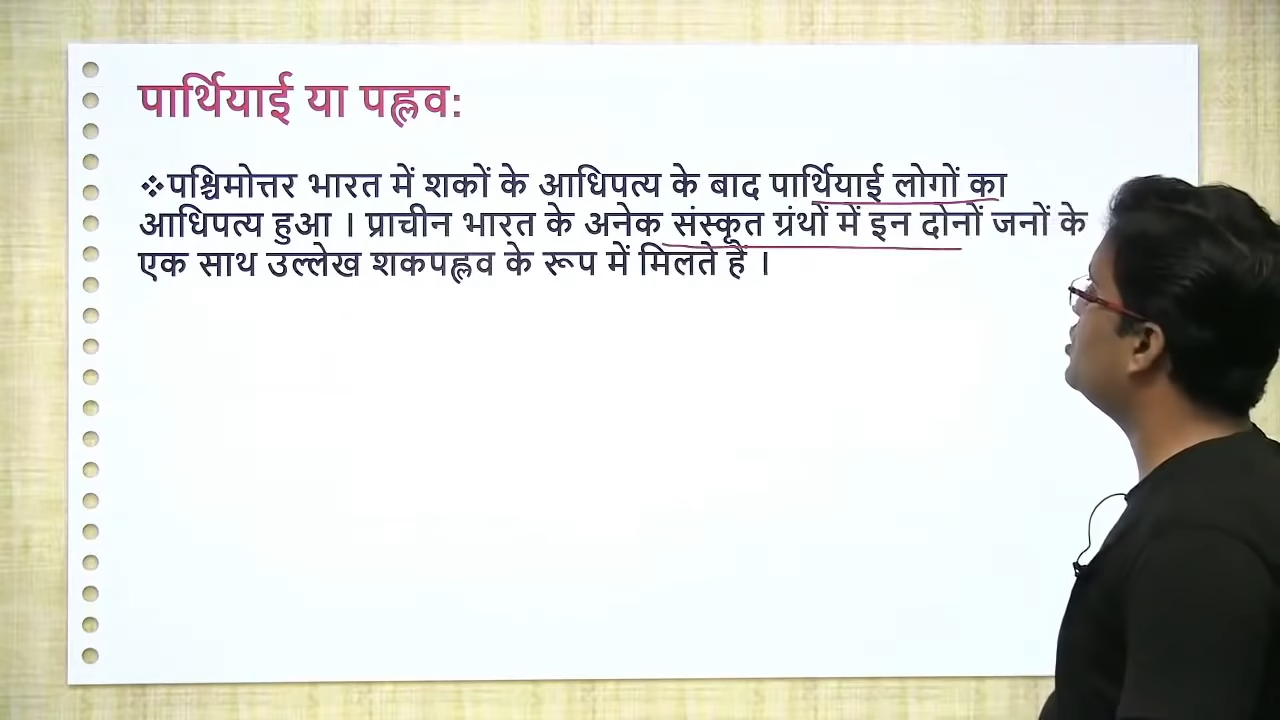 पार्थियाई या पह्लव:
❖पश्चिमोत्तर भारत में शकों के आधिपत्य के बाद पार्थियाई लोगों का
आधिपत्य हुआ । प्राचीन भारत के अनेक संस्कृत ग्रंथों में इन दोनों जनों के
एक साथ उल्लेख शकपह्लव के रूप में मिलते हैं ।